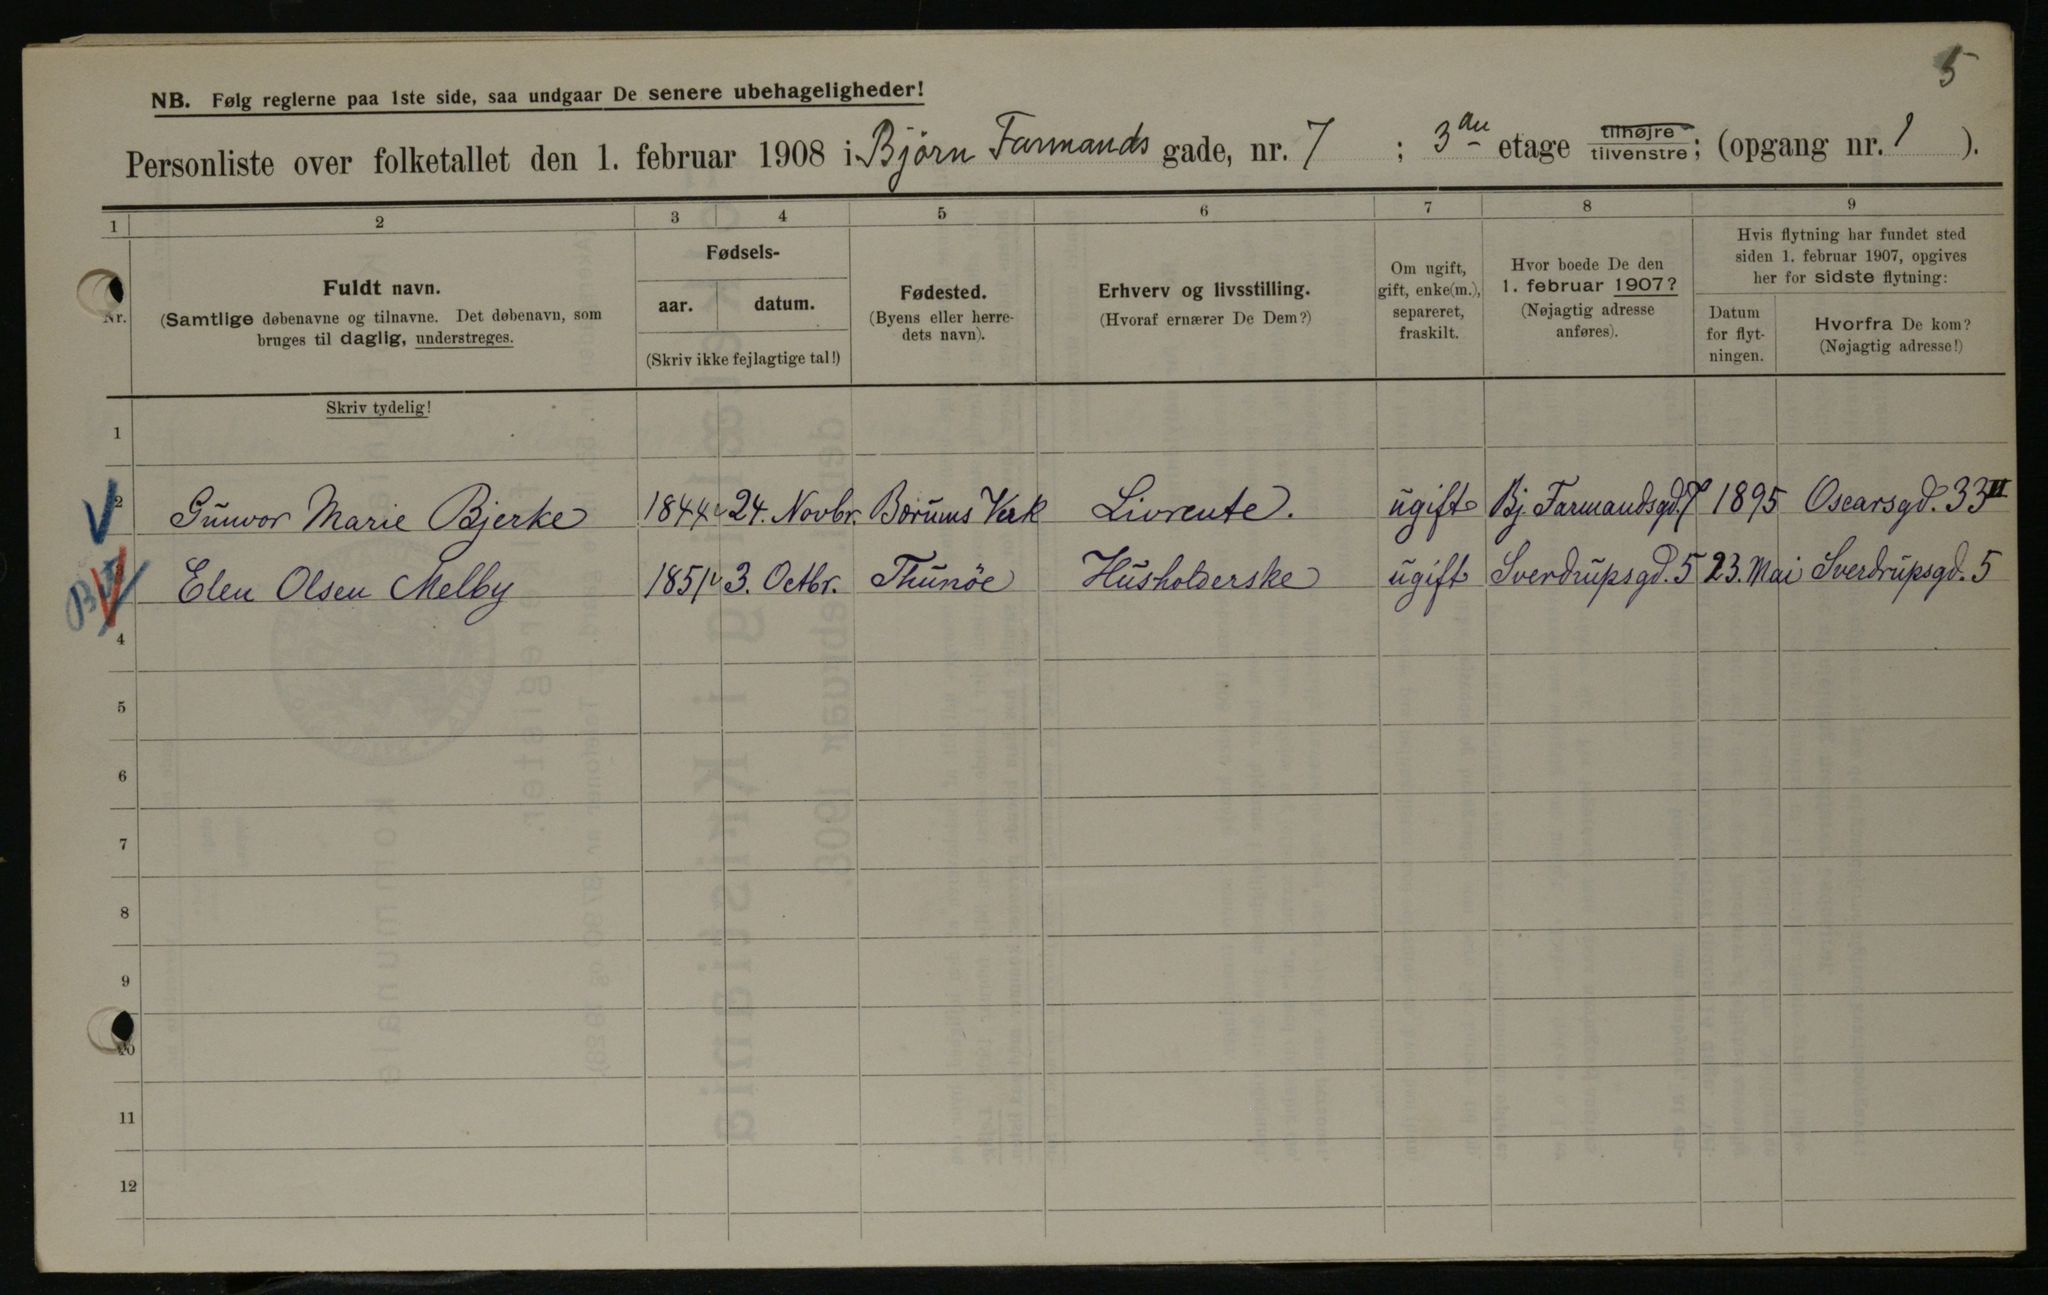 5
NB. Følg reglerne paa 1ste side, saa undgaar De senere ubehageligheder!
Personliste over folketallet den 1. februar 1908 i Bjørn Farmands gade, nr. 7 ; 3die etage tilhøjre tilvenstre; (opgang nr. 1 ).
1 2 3 4 5 6 7 8 9
Nr.
Fuldt navn.
(Samtlige døbenavne og tilnavne. Det døbenavn, som
bruges til daglig, understreges.
Skriv tydelig!
Fødsels-
aar. datum.
(Skriv ikke fejlagtige tal!)
Fødested.
(Byens eller herre-
dets navn).
Erhverv og livsstilling.
(Hvoraf ernærer De Dem?)
Om ugift,
gift, enke(m.),
separeret,
fraskilt.
Hvor boede De den
1. februar 1907?
(Nøjagtig adresse
anføres).
Hvis flytning har fundet sted
siden 1. februar 1907, opgives
her for sidste flytning:
Datum
for flyt-
ningen.
Hvorfra De kom?
(Nøjagtig adresse!)
1
2 Gunvor Marie Bjerke 1844 24. Novbr. Bærums Verk Livrente. ugift Bj. Farmandsgd. 7 1895 Oscarsgd. 33 II
3 Elen Olsen Melby 1851 3. Octbr. Thunöe Husholderske ugift Sverdrupsgd. 5 23. Mai Sverdrupsgd. 5
4
5
6
7
8
9
10
11
12